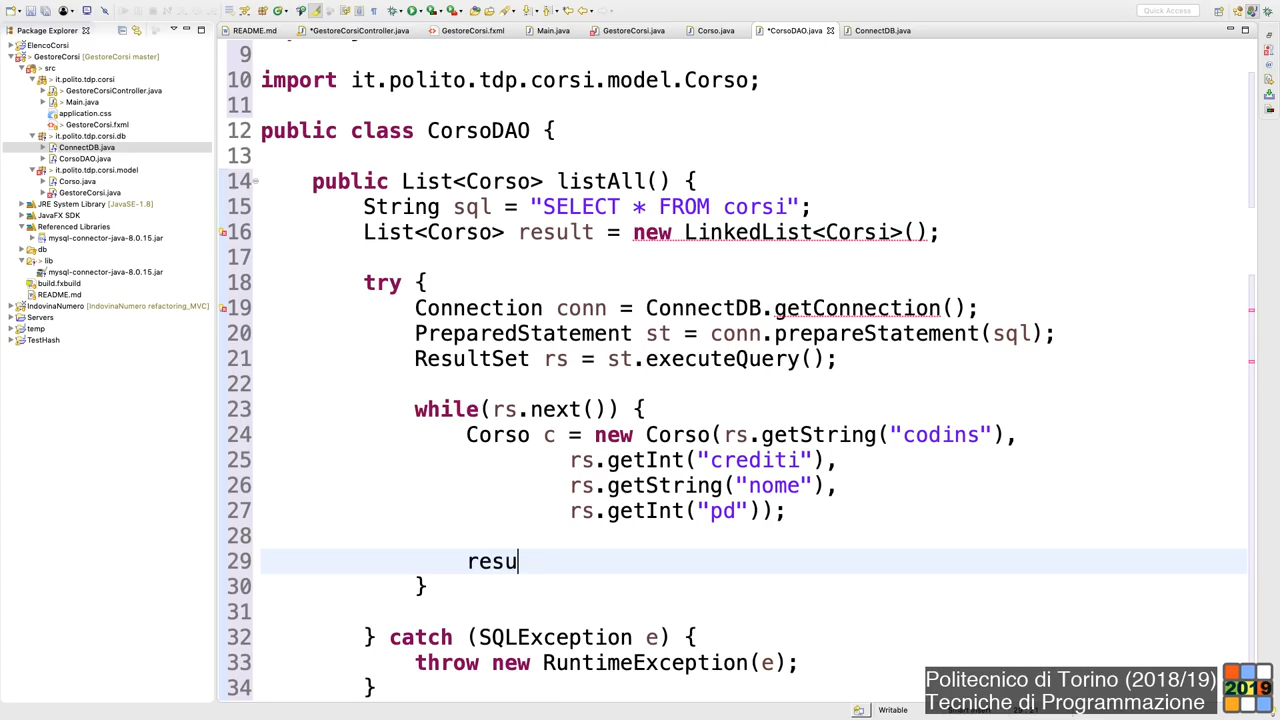 Quick Access
Package Explorer
README.md
*GestoreCorsiController.java
GestoreCorsi.fxml
Main.java
GestoreCorsi.java
Corso.java
*CorsoDAO.java
ConnectDB.java
ElencoCorsi
> GestoreCorsi [GestoreCorsi master]
> src
> it.polito.tdp.corsi
> GestoreCorsiController.java
> Main.java
application.css
> GestoreCorsi.fxml
it.polito.tdp.corsi.db
ConnectDB.java
CorsoDAO.java
> it.polito.tdp.corsi.model
Corso.java
GestoreCorsi.java
JRE System Library [JavaSE-1.8]
JavaFX SDK
Referenced Libraries
mysql-connector-java-8.0.15.jar
db
> lib
mysql-connector-java-8.0.15.jar
build.fxbuild
README.md
IndovinaNumero [IndovinaNumero refactoring_MVC]
Servers
temp
TestHash
9
10 import it.polito.tdp.corsi.model.Corso;
11
12 public class CorsoDAO {
13
14 public List<Corso> listAll() {
15 String sql = "SELECT * FROM corsi";
16 List<Corso> result = new LinkedList<Corsi>();
17
18 try {
19 Connection conn = ConnectDB.getConnection();
20 PreparedStatement st = conn.prepareStatement(sql);
21 ResultSet rs = st.executeQuery();
22
23 while(rs.next()) {
24 Corso c = new Corso(rs.getString("codins"),
25 rs.getInt("crediti"),
26 rs.getString("nome"),
27 rs.getInt("pd"));
28
29 resu
30 }
31
32 } catch (SQLException e) {
33 throw new RuntimeException(e);
34 }
Politecnico di Torino (2018/19)
Tecniche di Programmazione
2019
Writable